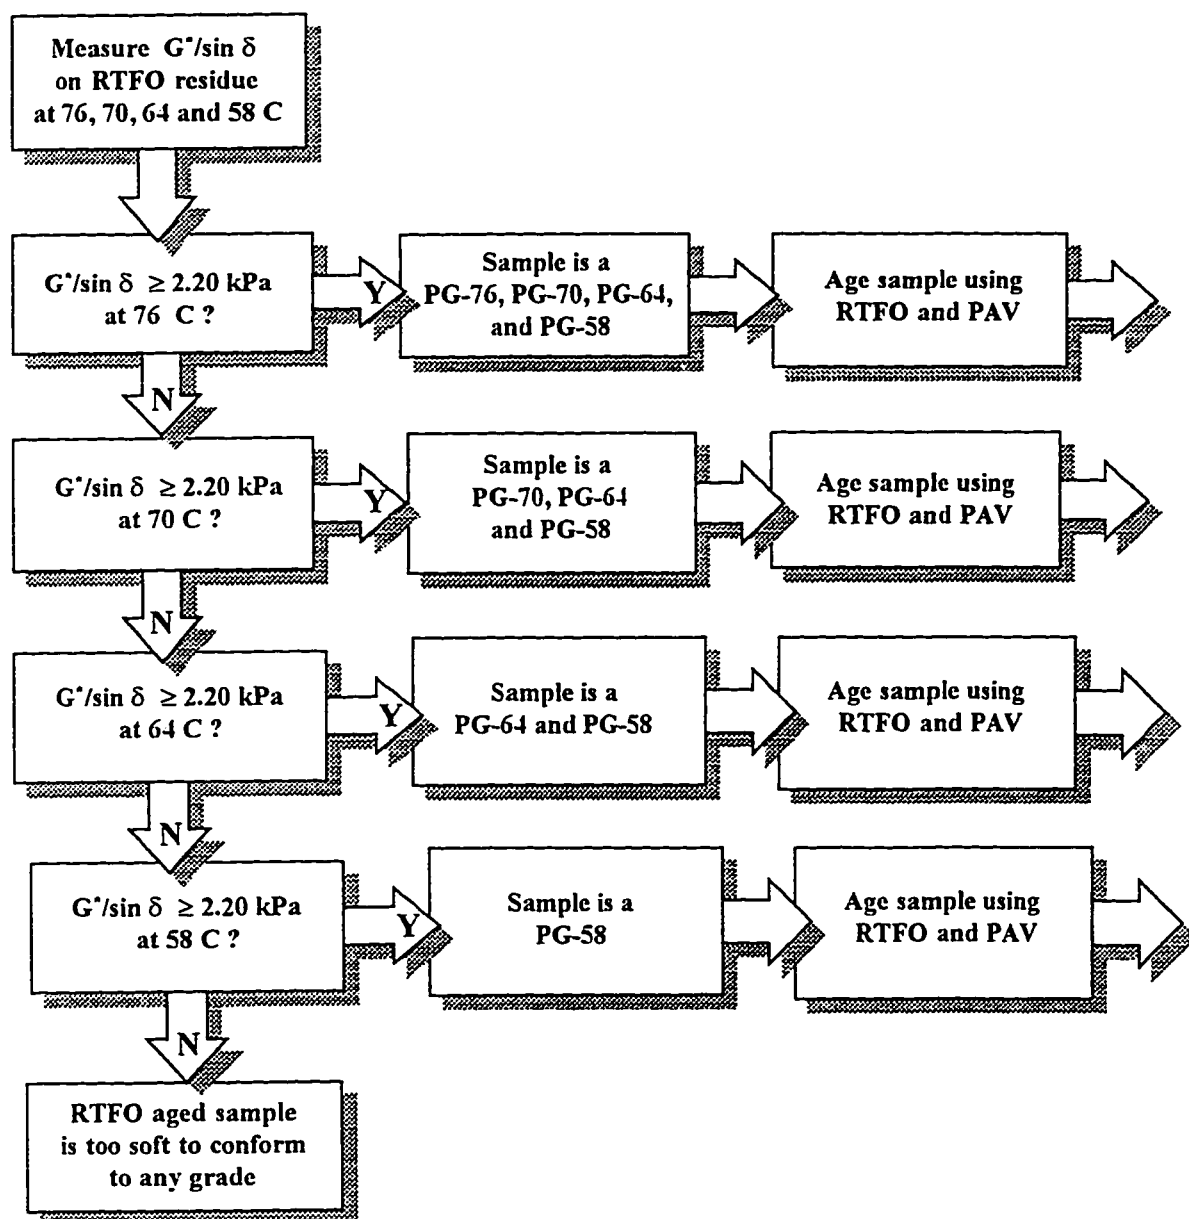 Measure G*/sin δ
on RTFO residue
at 76, 70, 64 and 58 C
G*/sin δ ≥ 2.20 kPa
at 76 C ?
Y
Sample is a
PG-76, PG-70, PG-64,
and PG-58
Age sample using
RTFO and PAV
N
G*/sin δ ≥ 2.20 kPa
at 70 C ?
Y
Sample is a
PG-70, PG-64
and PG-58
Age sample using
RTFO and PAV
N
G*/sin δ ≥ 2.20 kPa
at 64 C ?
Y
Sample is a
PG-64 and PG-58
Age sample using
RTFO and PAV
N
G*/sin δ ≥ 2.20 kPa
at 58 C ?
Y
Sample is a
PG-58
Age sample using
RTFO and PAV
N
RTFO aged sample
is too soft to conform
to any grade